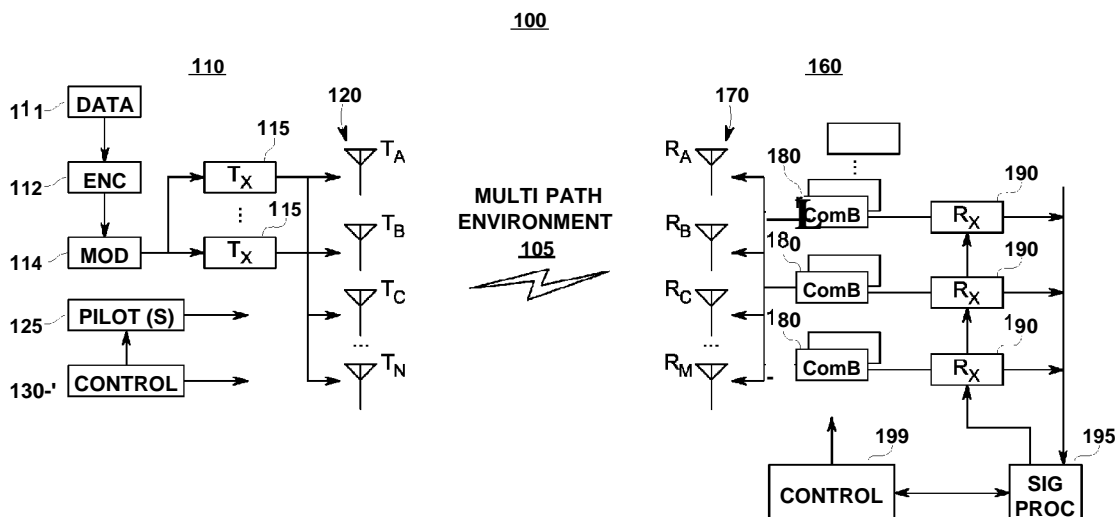 100
110
160
111
DATA
112
ENC
114
MOD
115
TX
⋮
115
TX
125
PILOT (S)
130-'
CONTROL
120
TA
TB
TC
...
TN
MULTI PATH
ENVIRONMENT
105
170
RA
RB
RC
...
RM
⋮
180
L
ComB
180
ComB
180
ComB
190
RX
190
RX
190
RX
199
CONTROL
195
SIG
PROC